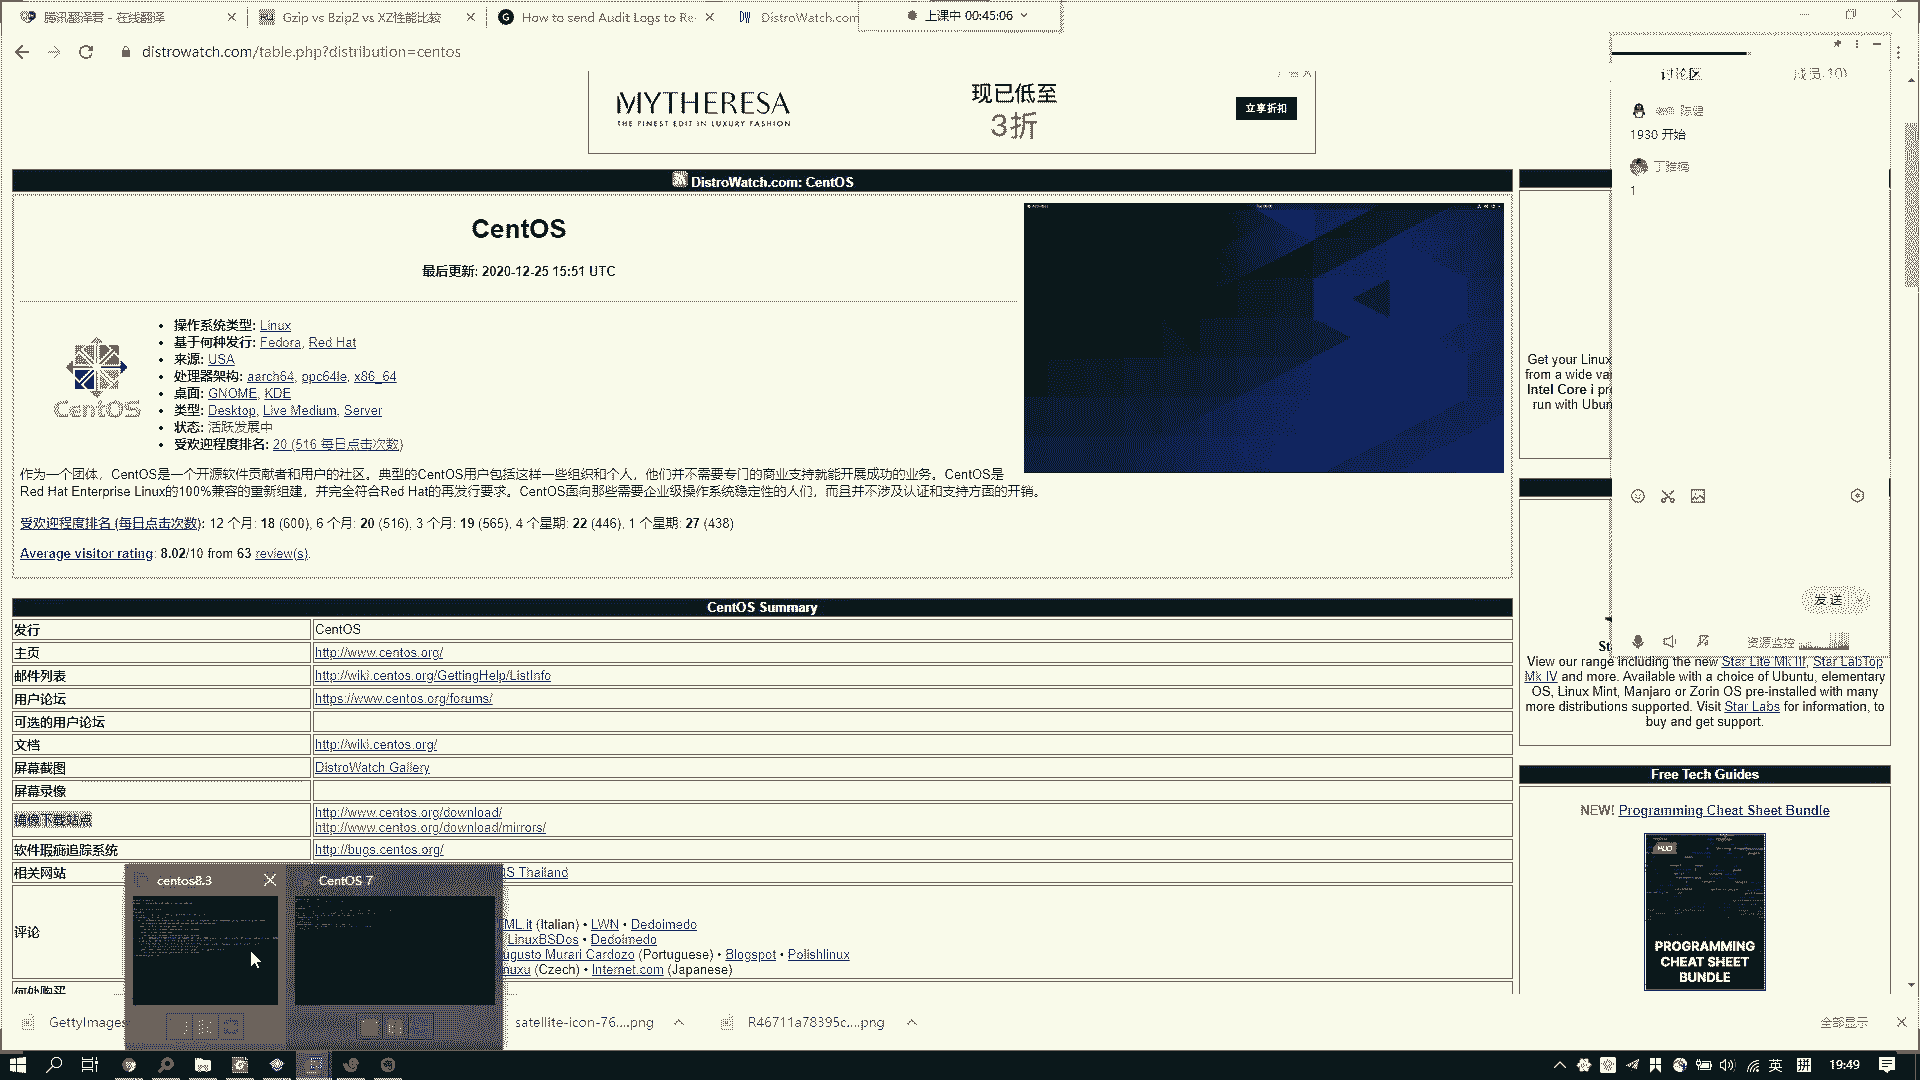 腾讯翻译君 - 在线翻译
Gzip vs Bzip2 vs XZ性能比较
How to send Audit Logs to Re
DistroWatch.com
上课中 00:45:06
distrowatch.com/table.php?distribution=centos
MYTHERESA
THE FINEST EDIT IN LUXURY FASHION
现已低至
3折
立享折扣
讨论区
成员(10)
陈健
1930 开始
1
DistroWatch.com: CentOS
CentOS
最后更新: 2020-12-25 15:51 UTC
CentOS
操作系统类型: Linux
基于何种发行: Fedora, Red Hat
来源: USA
处理器架构: aarch64, ppc64le, x86_64
桌面: GNOME, KDE
类型: Desktop, Live Medium, Server
状态: 活跃发展中
受欢迎程度排名: 20 (516 每日点击次数)
作为一个团体，CentOS是一个开源软件贡献者和用户的社区。典型的CentOS用户包括这样一些组织和个人，他们并不需要专门的商业支持就能开展成功的业务。CentOS是
Red Hat Enterprise Linux的100%兼容的重新组建，并完全符合Red Hat的再发行要求。CentOS面向那些需要企业级操作系统稳定性的人们，而且并不涉及认证和支持方面的开销。
受欢迎程度排名 (每日点击次数): 12 个月: 18 (600), 6 个月: 20 (516), 3 个月: 19 (565), 4 个星期: 22 (446), 1 个星期: 27 (438)
Average visitor rating: 8.02/10 from 63 review(s).
CentOS Summary
发行 CentOS
主页 http://www.centos.org/
邮件列表 http://wiki.centos.org/GettingHelp/ListInfo
用户论坛 https://www.centos.org/forums/
可选的用户论坛
文档 http://wiki.centos.org/
屏幕截图 DistroWatch Gallery
屏幕录像
镜像下载站点 http://www.centos.org/download/
http://www.centos.org/download/mirrors/
软件瑕疵追踪系统 http://bugs.centos.org/
相关网站 S Thailand
评论
ML.it (Italian) • LWN • Dedoimedo
LinuxBSDos • Dedoimedo
ugusto Murari Cardozo (Portuguese) • Blogspot • Polishlinux
nuxu (Czech) • Internet.com (Japanese)
何处购买
Get your Linux
from a wide va
Intel Core i pr
run with Ubun
发送
资源监控
St
View our range including the new Star Lite Mk III, Star LabTop
Mk IV and more. Available with a choice of Ubuntu, elementary
OS, Linux Mint, Manjaro or Zorin OS pre-installed with many
more distributions supported. Visit Star Labs for information, to
buy and get support.
Free Tech Guides
NEW! Programming Cheat Sheet Bundle
MUO
PROGRAMMING
CHEAT SHEET
BUNDLE
centos8.3
CentOS 7
GettyImages
satellite-icon-76....png
R46711a78395c....png
全部显示
英
拼
19:49